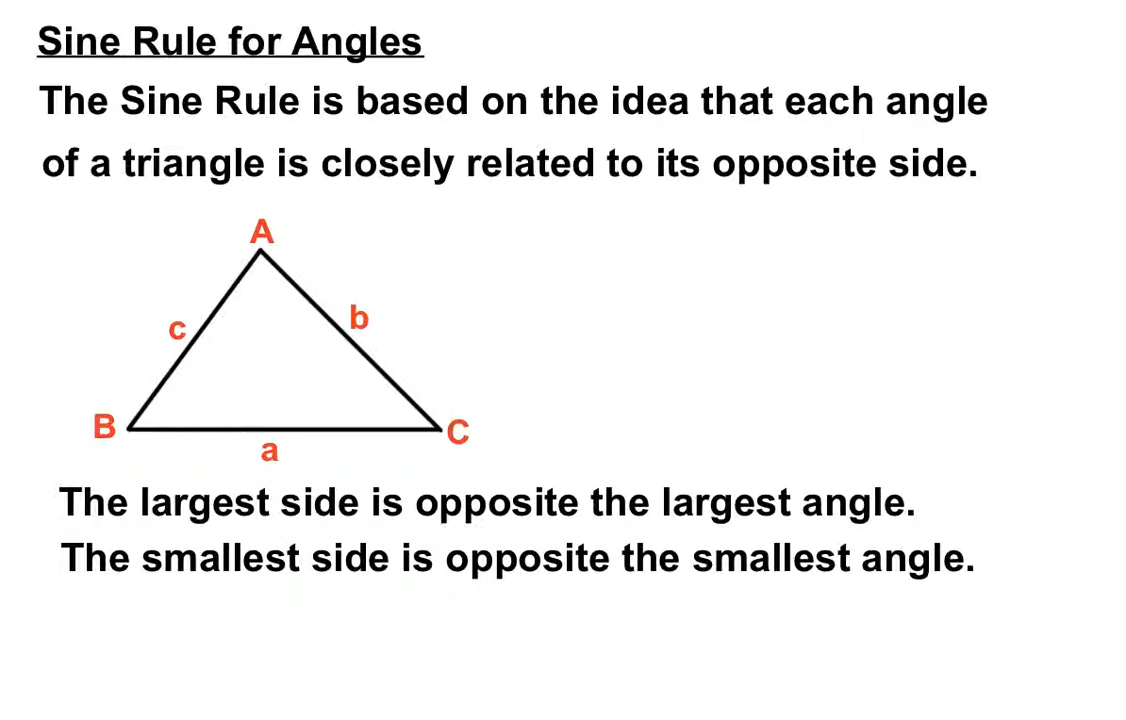 Sine Rule for Angles
The Sine Rule is based on the idea that each angle
of a triangle is closely related to its opposite side.
A
c
b
B
C
a
The largest side is opposite the largest angle.
The smallest side is opposite the smallest angle.